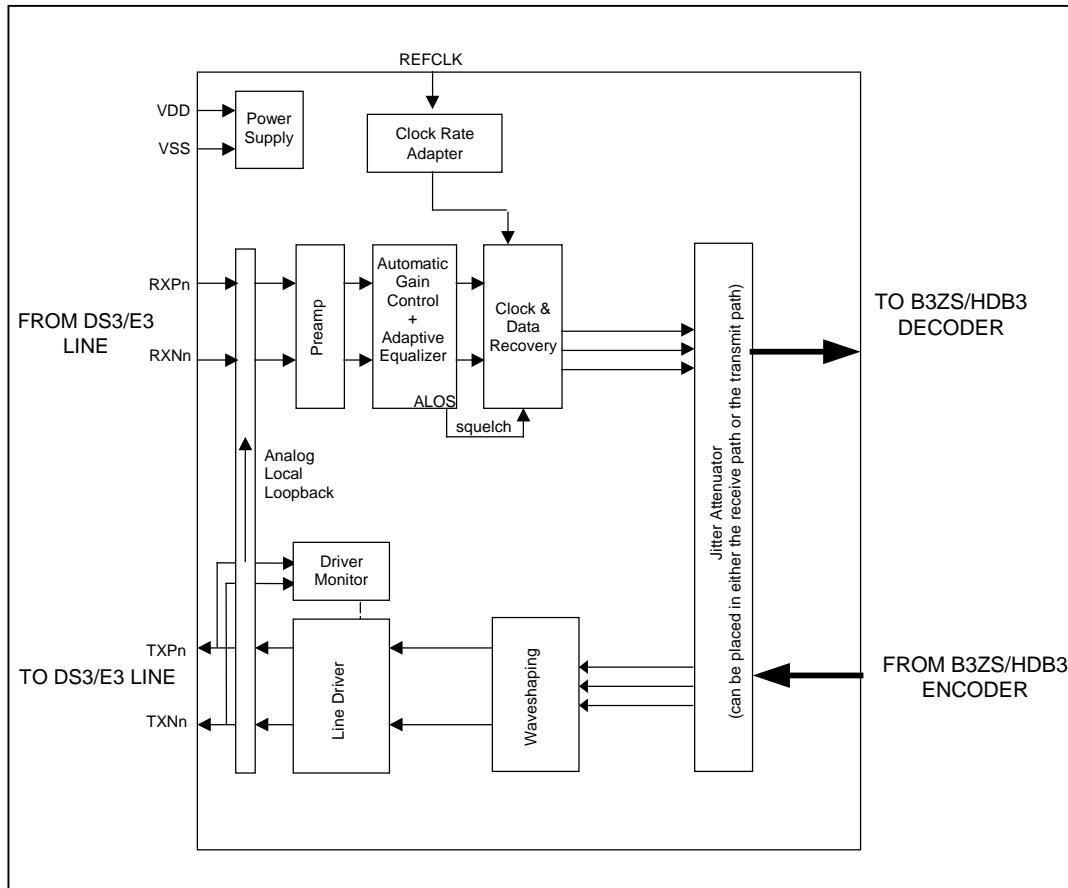 REFCLK
VDD
VSS
Power
Supply
Clock Rate
Adapter
RXPn
RXNn
FROM DS3/E3
LINE
Preamp
Automatic
Gain
Control
+
Adaptive
Equalizer
ALOS
squelch
Clock &
Data
Recovery
Jitter Attenuator
(can be placed in either the receive path or the transmit path)
TO B3ZS/HDB3
DECODER
Analog
Local
Loopback
Driver
Monitor
TXPn
TO DS3/E3 LINE
TXNn
Line Driver
Waveshaping
FROM B3ZS/HDB3
ENCODER